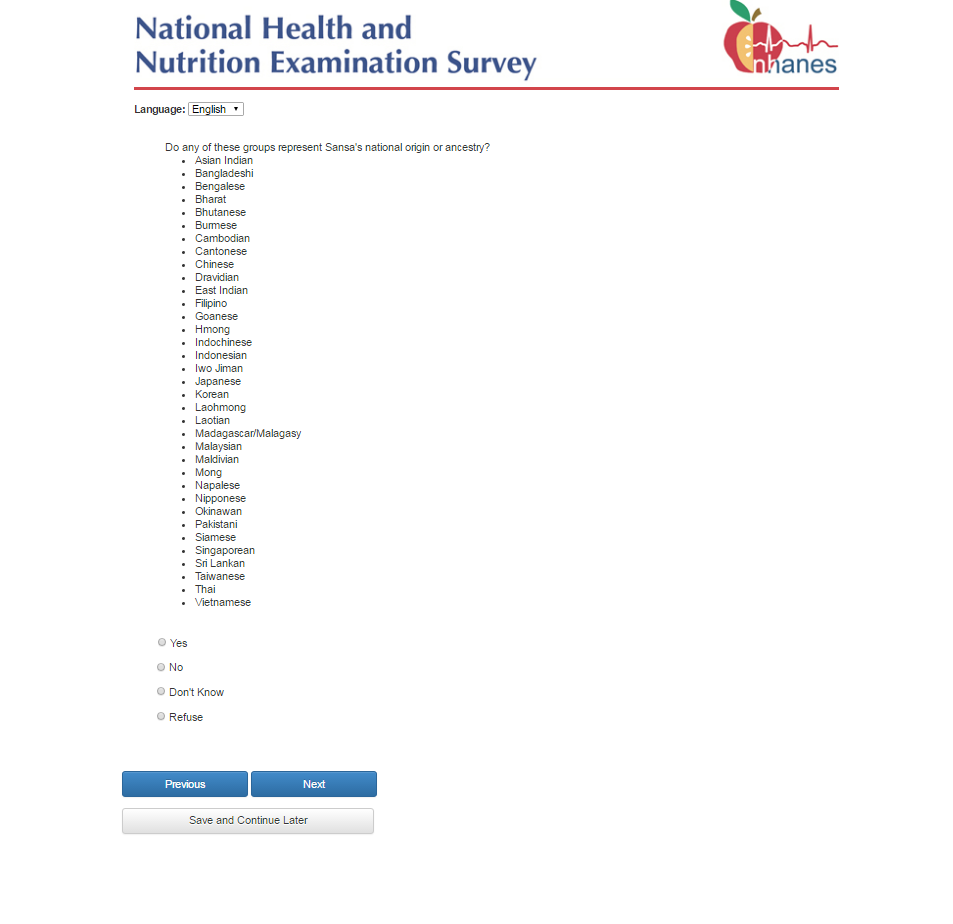 National Health and
Nutrition Examination Survey
nhanes
Language: English
Do any of these groups represent Sansa's national origin or ancestry?
• Asian Indian
• Bangladeshi
• Bengalese
• Bharat
• Bhutanese
• Burmese
• Cambodian
• Cantonese
• Chinese
• Dravidian
• East Indian
• Filipino
• Goanese
• Hmong
• Indochinese
• Indonesian
• Iwo Jiman
• Japanese
• Korean
• Laohmong
• Laotian
• Madagascar/Malagasy
• Malaysian
• Maldivian
• Mong
• Napalese
• Nipponese
• Okinawan
• Pakistani
• Siamese
• Singaporean
• Sri Lankan
• Taiwanese
• Thai
• Vietnamese
Yes
No
Don't Know
Refuse
Previous Next
Save and Continue Later